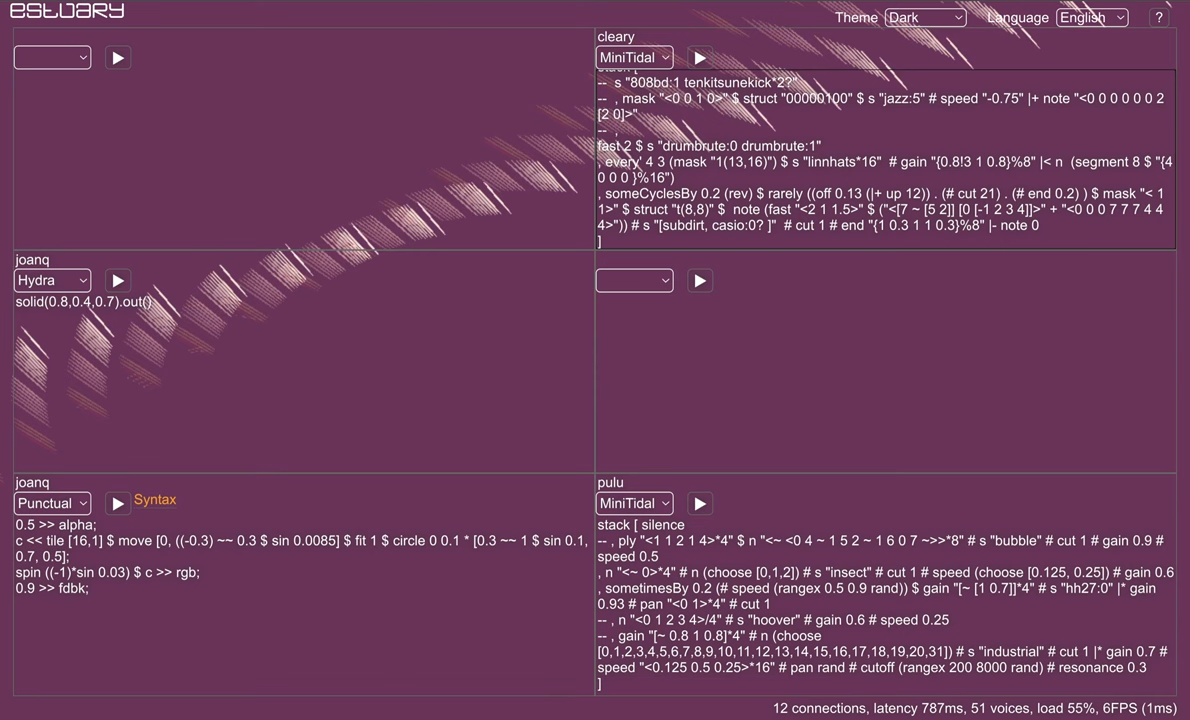 estuary
Theme Dark Language English ?
cleary
MiniTidal
stack [
-- s "808bd:1 tenkitsunekick*2?"
-- , mask "<0 0 1 0>" $ struct "00000100" $ s "jazz:5" # speed "-0.75" |+ note "<0 0 0 0 0 0 2
[2 0]>"
-- ,
fast 2 $ s "drumbrute:0 drumbrute:1"
, every' 4 3 (mask "1(13,16)") $ s "linnhats*16" # gain "{0.8!3 1 0.8}%8" |< n (segment 8 $ "{4
0 0 0 }%16")
, someCyclesBy 0.2 (rev) $ rarely ((off 0.13 (|+ up 12)) . (# cut 21) . (# end 0.2) ) $ mask "< 1
1>" $ struct "t(8,8)" $ note (fast "<2 1 1.5>" $ ("<[7 ~ [5 2]] [0 [-1 2 3 4]]>" + "<0 0 0 7 7 7 4 4
4>")) # s "[subdirt, casio:0? ]" # cut 1 # end "{1 0.3 1 1 0.3}%8" |- note 0
]
joanq
Hydra
solid(0.8,0.4,0.7).out()
joanq
Punctual Syntax
0.5 >> alpha;
c << tile [16,1] $ move [0, ((-0.3) ~~ 0.3 $ sin 0.0085] $ fit 1 $ circle 0 0.1 * [0.3 ~~ 1 $ sin 0.1,
0.7, 0.5];
spin ((-1)*sin 0.03) $ c >> rgb;
0.9 >> fdbk;
pulu
MiniTidal
stack [ silence
-- , ply "<1 1 2 1 4>*4" $ n "<~ <0 4 ~ 1 5 2 ~ 1 6 0 7 ~>>*8" # s "bubble" # cut 1 # gain 0.9 #
speed 0.5
, n "<~ 0>*4" # n (choose [0,1,2]) # s "insect" # cut 1 # speed (choose [0.125, 0.25]) # gain 0.6
, sometimesBy 0.2 (# speed (rangex 0.5 0.9 rand)) $ gain "[~ [1 0.7]]*4" # s "hh27:0" |* gain
0.93 # pan "<0 1>*4" # cut 1
-- , n "<0 1 2 3 4>/4" # s "hoover" # gain 0.6 # speed 0.25
-- , gain "[~ 0.8 1 0.8]*4" # n (choose
[0,1,2,3,4,5,6,7,8,9,10,11,12,13,14,15,16,17,18,19,20,31]) # s "industrial" # cut 1 |* gain 0.7 #
speed "<0.125 0.5 0.25>*16" # pan rand # cutoff (rangex 200 8000 rand) # resonance 0.3
]
12 connections, latency 787ms, 51 voices, load 55%, 6FPS (1ms)